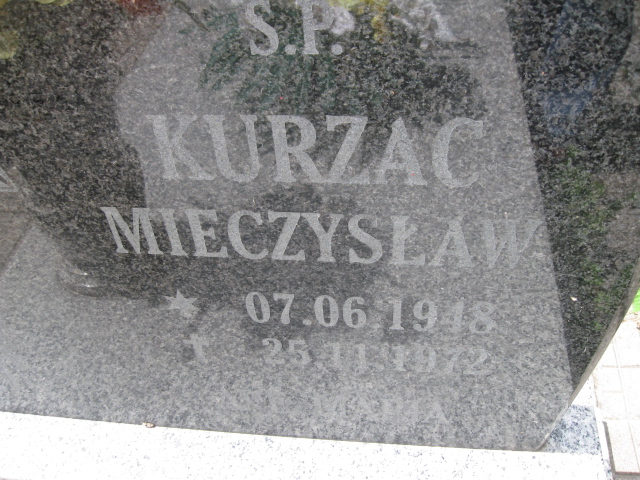 Ś.P.
KURZAC
MIECZYSŁAW
07.06.1948
25.11.1972